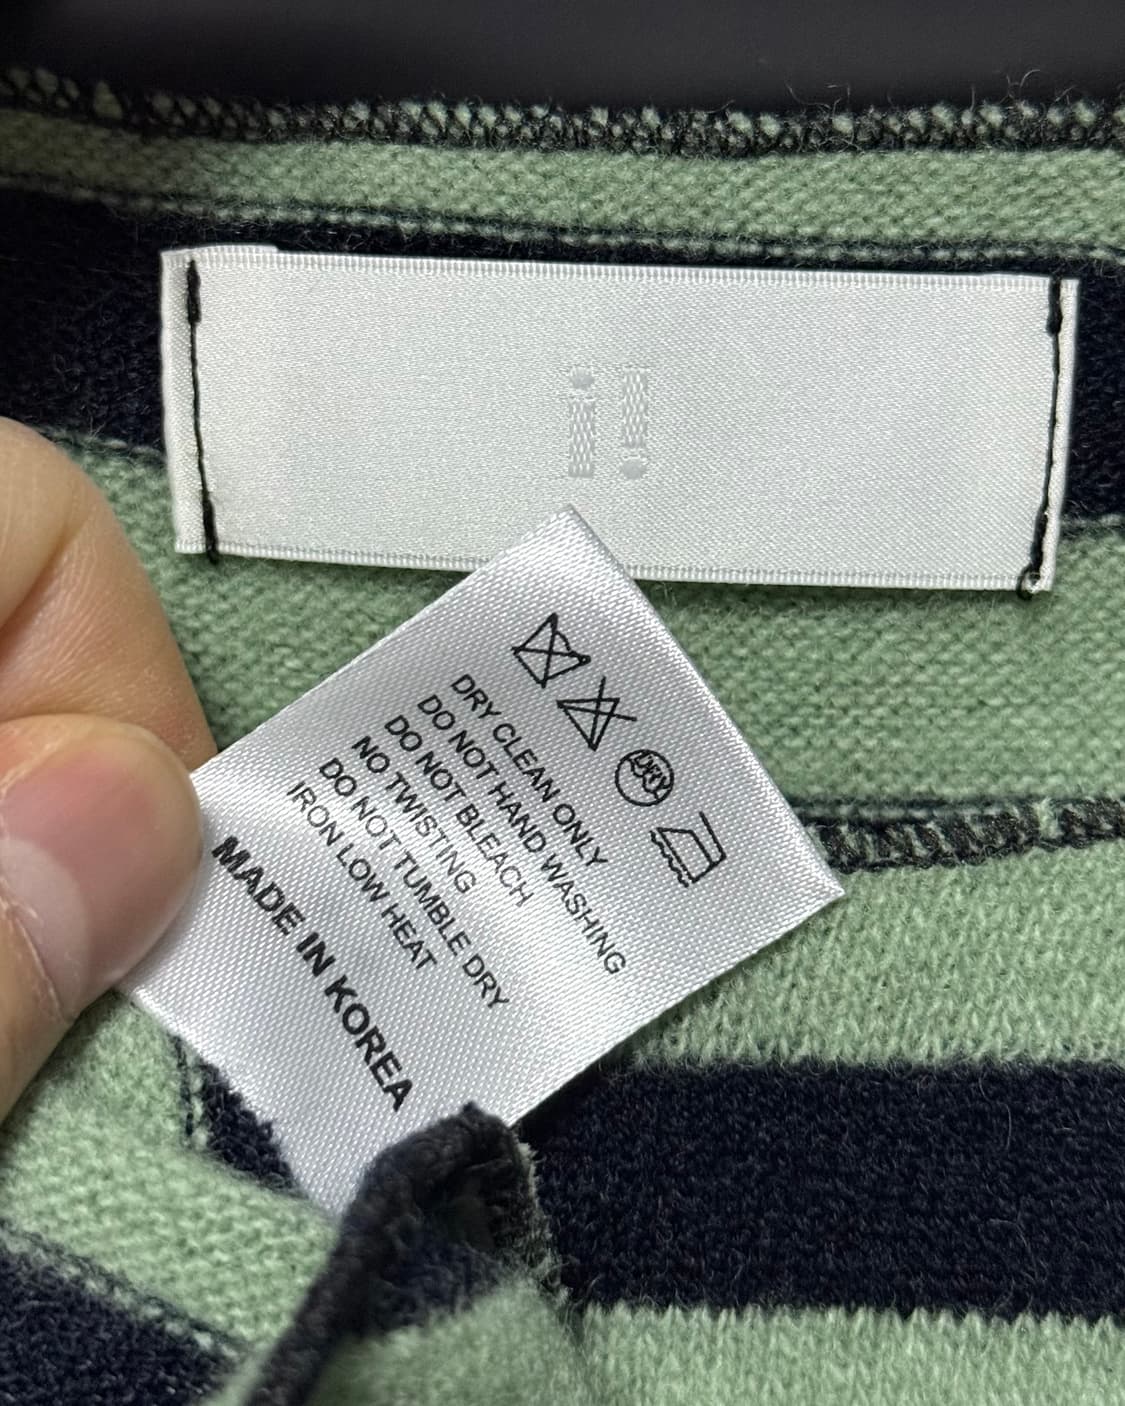 i!
DRY
DRY CLEAN ONLY
DO NOT HAND WASHING
DO NOT BLEACH
NO TWISTING
DO NOT TUMBLE DRY
IRON LOW HEAT
MADE IN KOREA